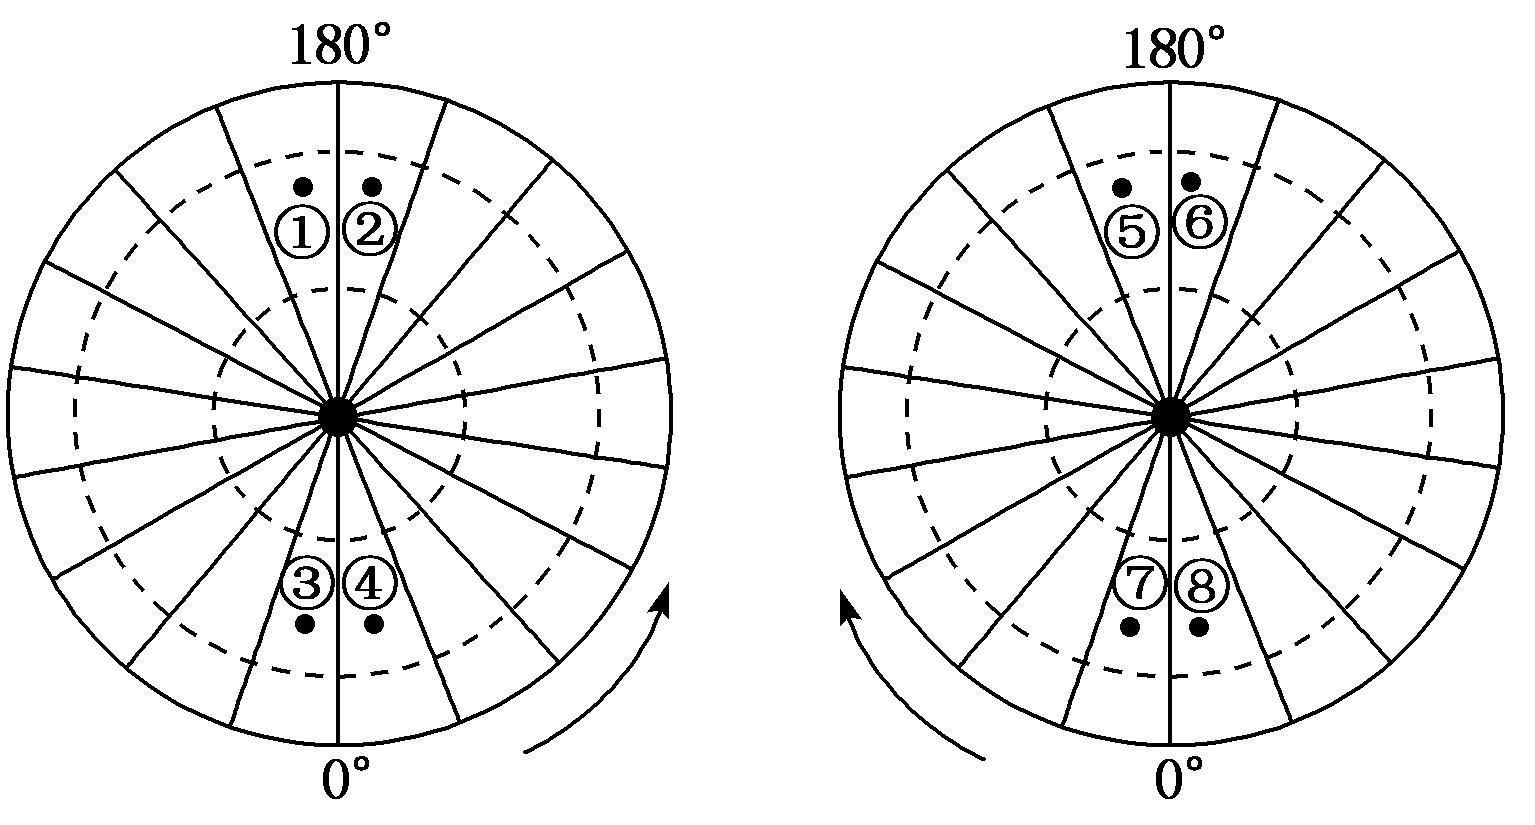 180° 180°
① ② ⑤ ⑥
③ ④ ⑦ ⑧
0° 0°